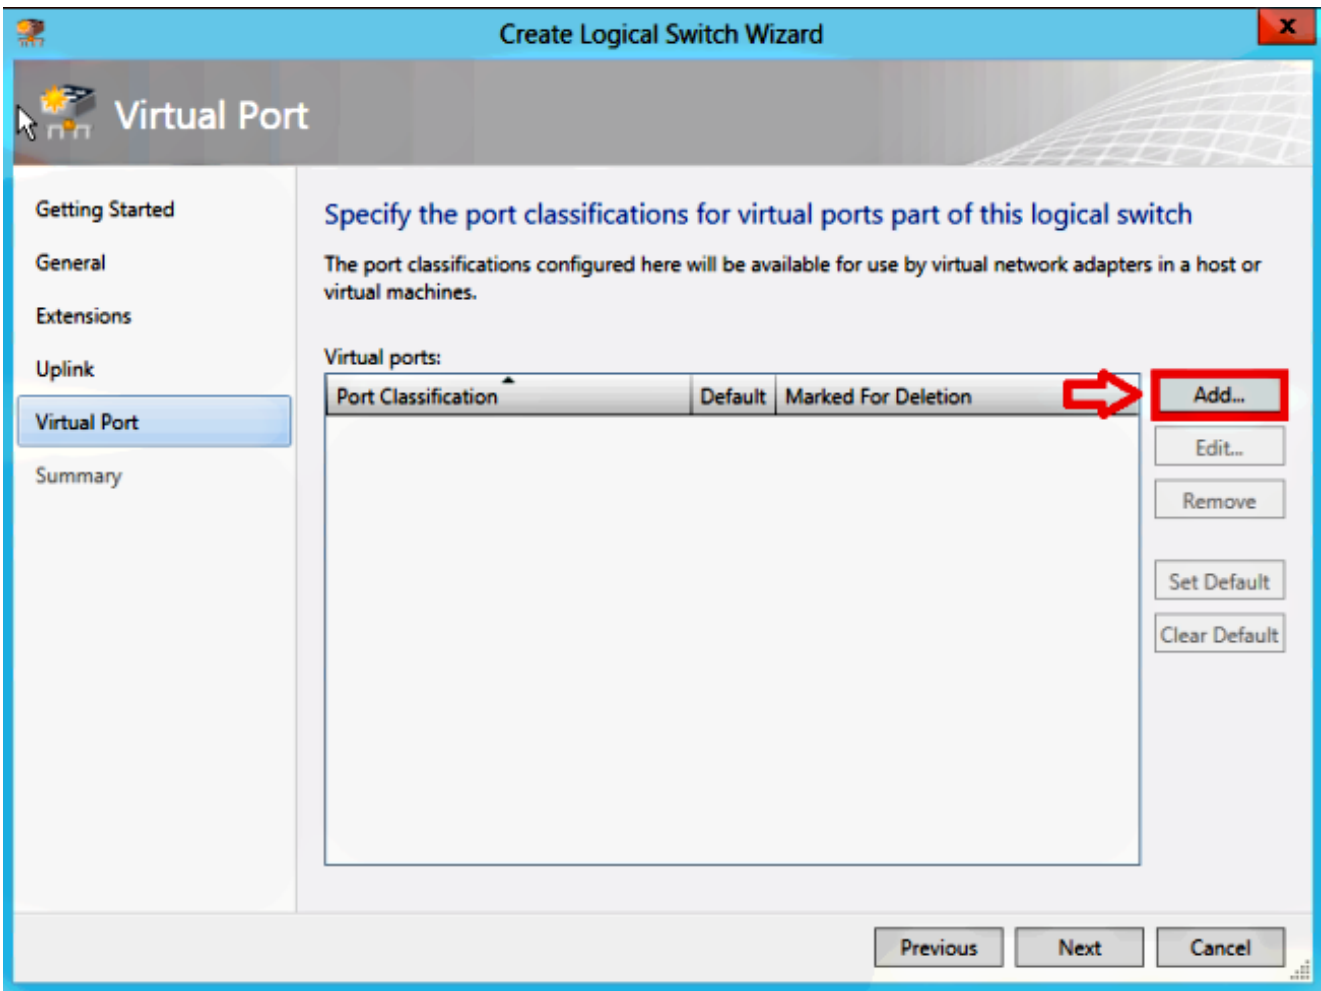 Create Logical Switch Wizard
X
Virtual Port
Getting Started
General
Extensions
Uplink
Virtual Port
Summary
Specify the port classifications for virtual ports part of this logical switch
The port classifications configured here will be available for use by virtual network adapters in a host or
virtual machines.
Virtual ports:
Port Classification Default Marked For Deletion
Add...
Edit...
Remove
Set Default
Clear Default
Previous Next Cancel